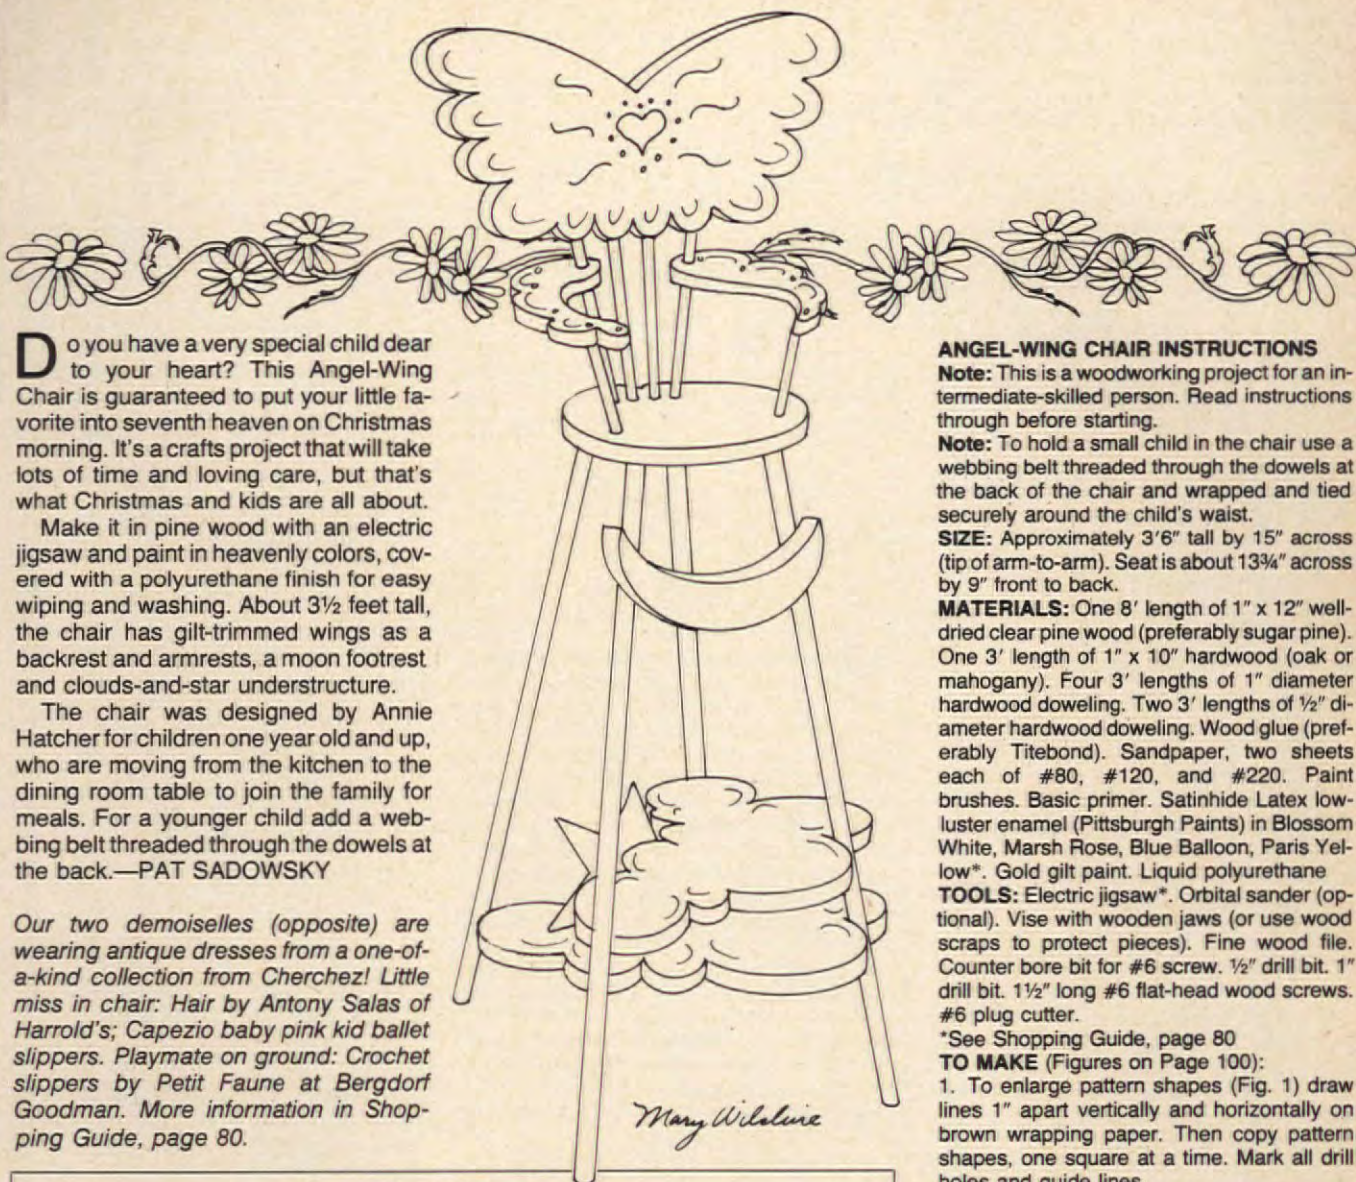 Do you have a very special child dear
to your heart? This Angel-Wing
Chair is guaranteed to put your little fa-
vorite into seventh heaven on Christmas
morning. It's a crafts project that will take
lots of time and loving care, but that's
what Christmas and kids are all about.
Make it in pine wood with an electric
jigsaw and paint in heavenly colors, cov-
ered with a polyurethane finish for easy
wiping and washing. About 3½ feet tall,
the chair has gilt-trimmed wings as a
backrest and armrests, a moon footrest
and clouds-and-star understructure.
The chair was designed by Annie
Hatcher for children one year old and up,
who are moving from the kitchen to the
dining room table to join the family for
meals. For a younger child add a web-
bing belt threaded through the dowels at
the back.—PAT SADOWSKY
Our two demoiselles (opposite) are
wearing antique dresses from a one-of-
a-kind collection from Cherchez! Little
miss in chair: Hair by Antony Salas of
Harrold's; Capezio baby pink kid ballet
slippers. Playmate on ground: Crochet
slippers by Petit Faune at Bergdorf
Goodman. More information in Shop-
ping Guide, page 80.
Mary Wilshire
ANGEL-WING CHAIR INSTRUCTIONS
Note: This is a woodworking project for an in-
termediate-skilled person. Read instructions
through before starting.
Note: To hold a small child in the chair use a
webbing belt threaded through the dowels at
the back of the chair and wrapped and tied
securely around the child's waist.
SIZE: Approximately 3'6" tall by 15" across
(tip of arm-to-arm). Seat is about 13¾" across
by 9" front to back.
MATERIALS: One 8' length of 1" x 12" well-
dried clear pine wood (preferably sugar pine).
One 3' length of 1" x 10" hardwood (oak or
mahogany). Four 3' lengths of 1" diameter
hardwood doweling. Two 3' lengths of ½" di-
ameter hardwood doweling. Wood glue (pref-
erably Titebond). Sandpaper, two sheets
each of #80, #120, and #220. Paint
brushes. Basic primer. Satinhide Latex low-
luster enamel (Pittsburgh Paints) in Blossom
White, Marsh Rose, Blue Balloon, Paris Yel-
low*. Gold gilt paint. Liquid polyurethane
TOOLS: Electric jigsaw*. Orbital sander (op-
tional). Vise with wooden jaws (or use wood
scraps to protect pieces). Fine wood file.
Counter bore bit for #6 screw. ½" drill bit. 1"
drill bit. 1½" long #6 flat-head wood screws.
#6 plug cutter.
*See Shopping Guide, page 80
TO MAKE (Figures on Page 100):
1. To enlarge pattern shapes (Fig. 1) draw
lines 1" apart vertically and horizontally on
brown wrapping paper. Then copy pattern
shapes, one square at a time. Mark all drill
holes and guide lines.